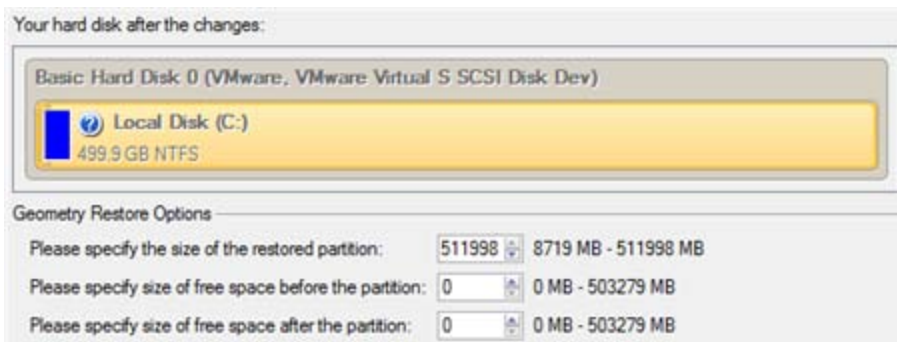 Your hard disk after the changes:
Basic Hard Disk 0 (VMware, VMware Virtual S SCSI Disk Dev)
Local Disk (C:)
499.9 GB NTFS
Geometry Restore Options
Please specify the size of the restored partition: 511998 8719 MB - 511998 MB
Please specify size of free space before the partition: 0 0 MB - 503279 MB
Please specify size of free space after the partition: 0 0 MB - 503279 MB